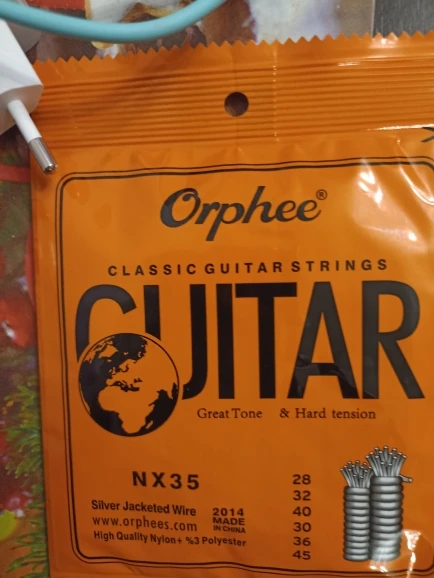 Orphee®
CLASSIC GUITAR STRINGS
GUITAR
Great Tone & Hard tension
NX35
Silver Jacketed Wire
www.orphees.com
High Quality Nylon+ %3 Polyester
2014
MADE
IN CHINA
28
32
40
30
36
45